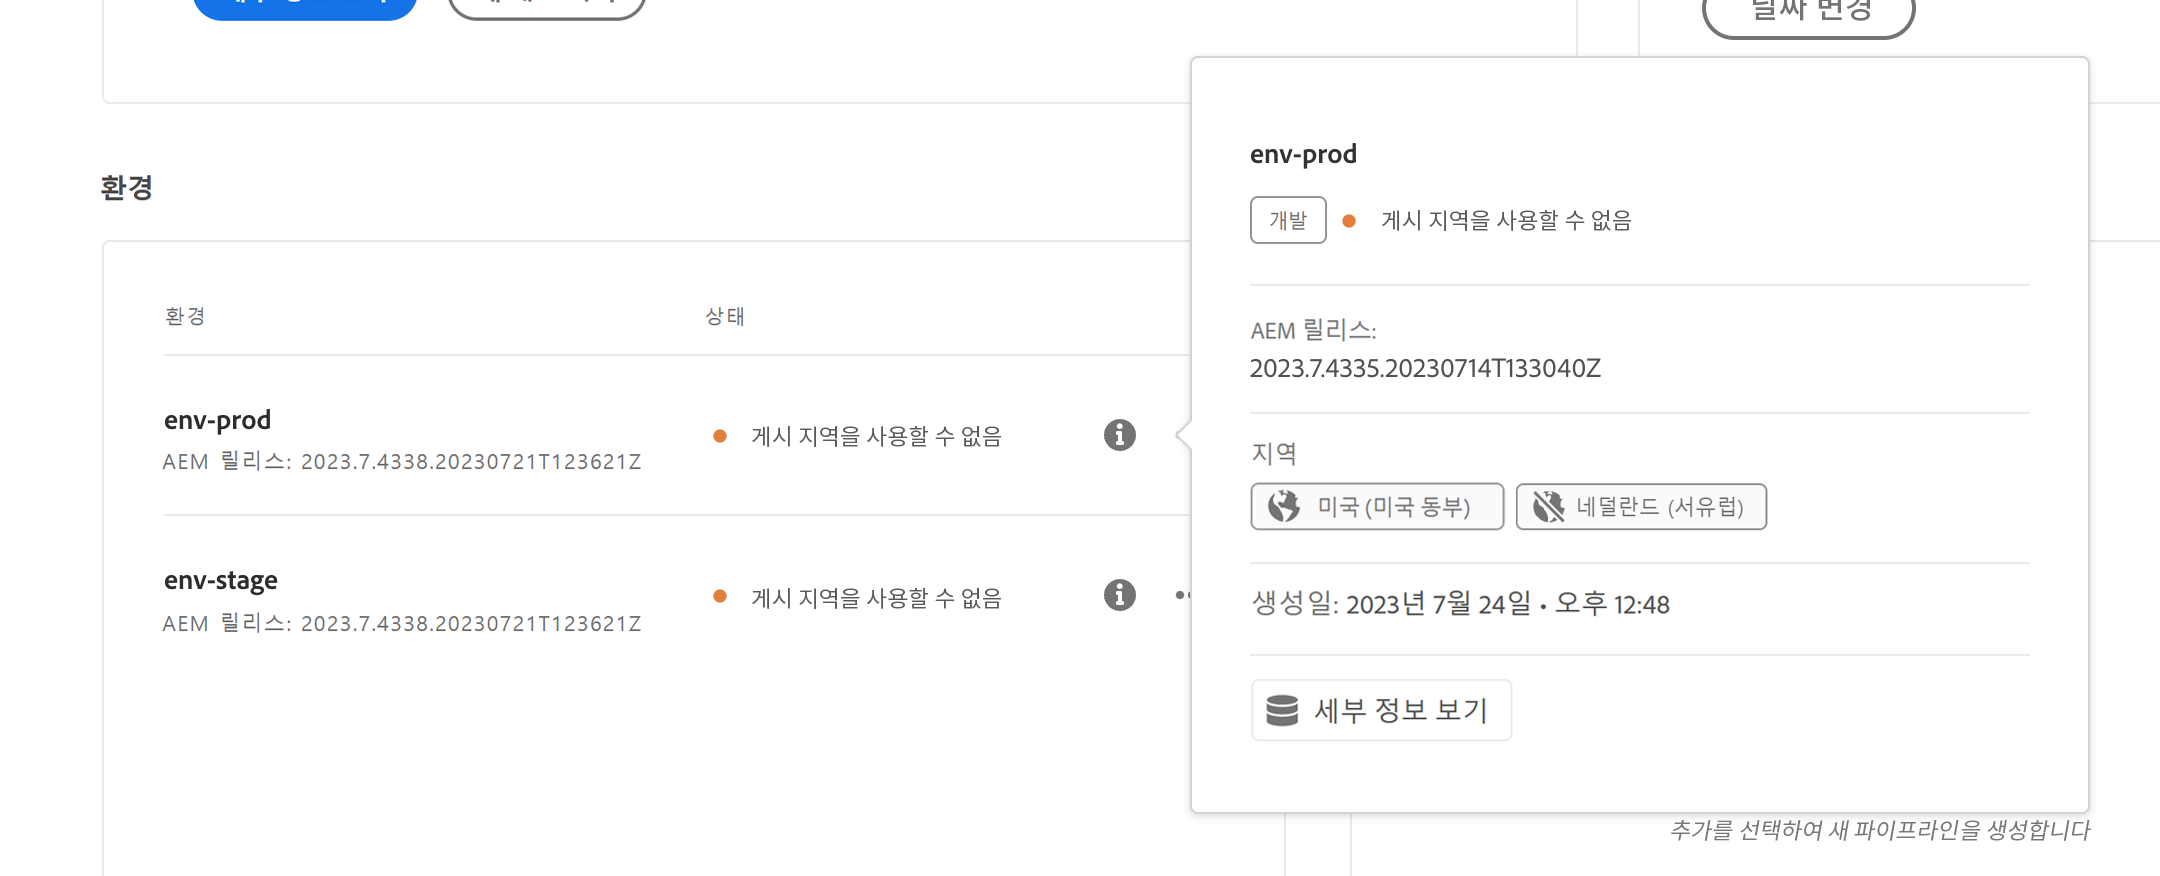 날짜 변경
환경
환경
상태
env-prod
AEM 릴리스: 2023.7.4338.20230721T123621Z
게시 지역을 사용할 수 없음
env-stage
AEM 릴리스: 2023.7.4338.20230721T123621Z
게시 지역을 사용할 수 없음
env-prod
개발
게시 지역을 사용할 수 없음
AEM 릴리스:
2023.7.4335.20230714T133040Z
지역
미국 (미국 동부)
네덜란드 (서유럽)
생성일: 2023년 7월 24일 • 오후 12:48
세부 정보 보기
추가를 선택하여 새 파이프라인을 생성합니다